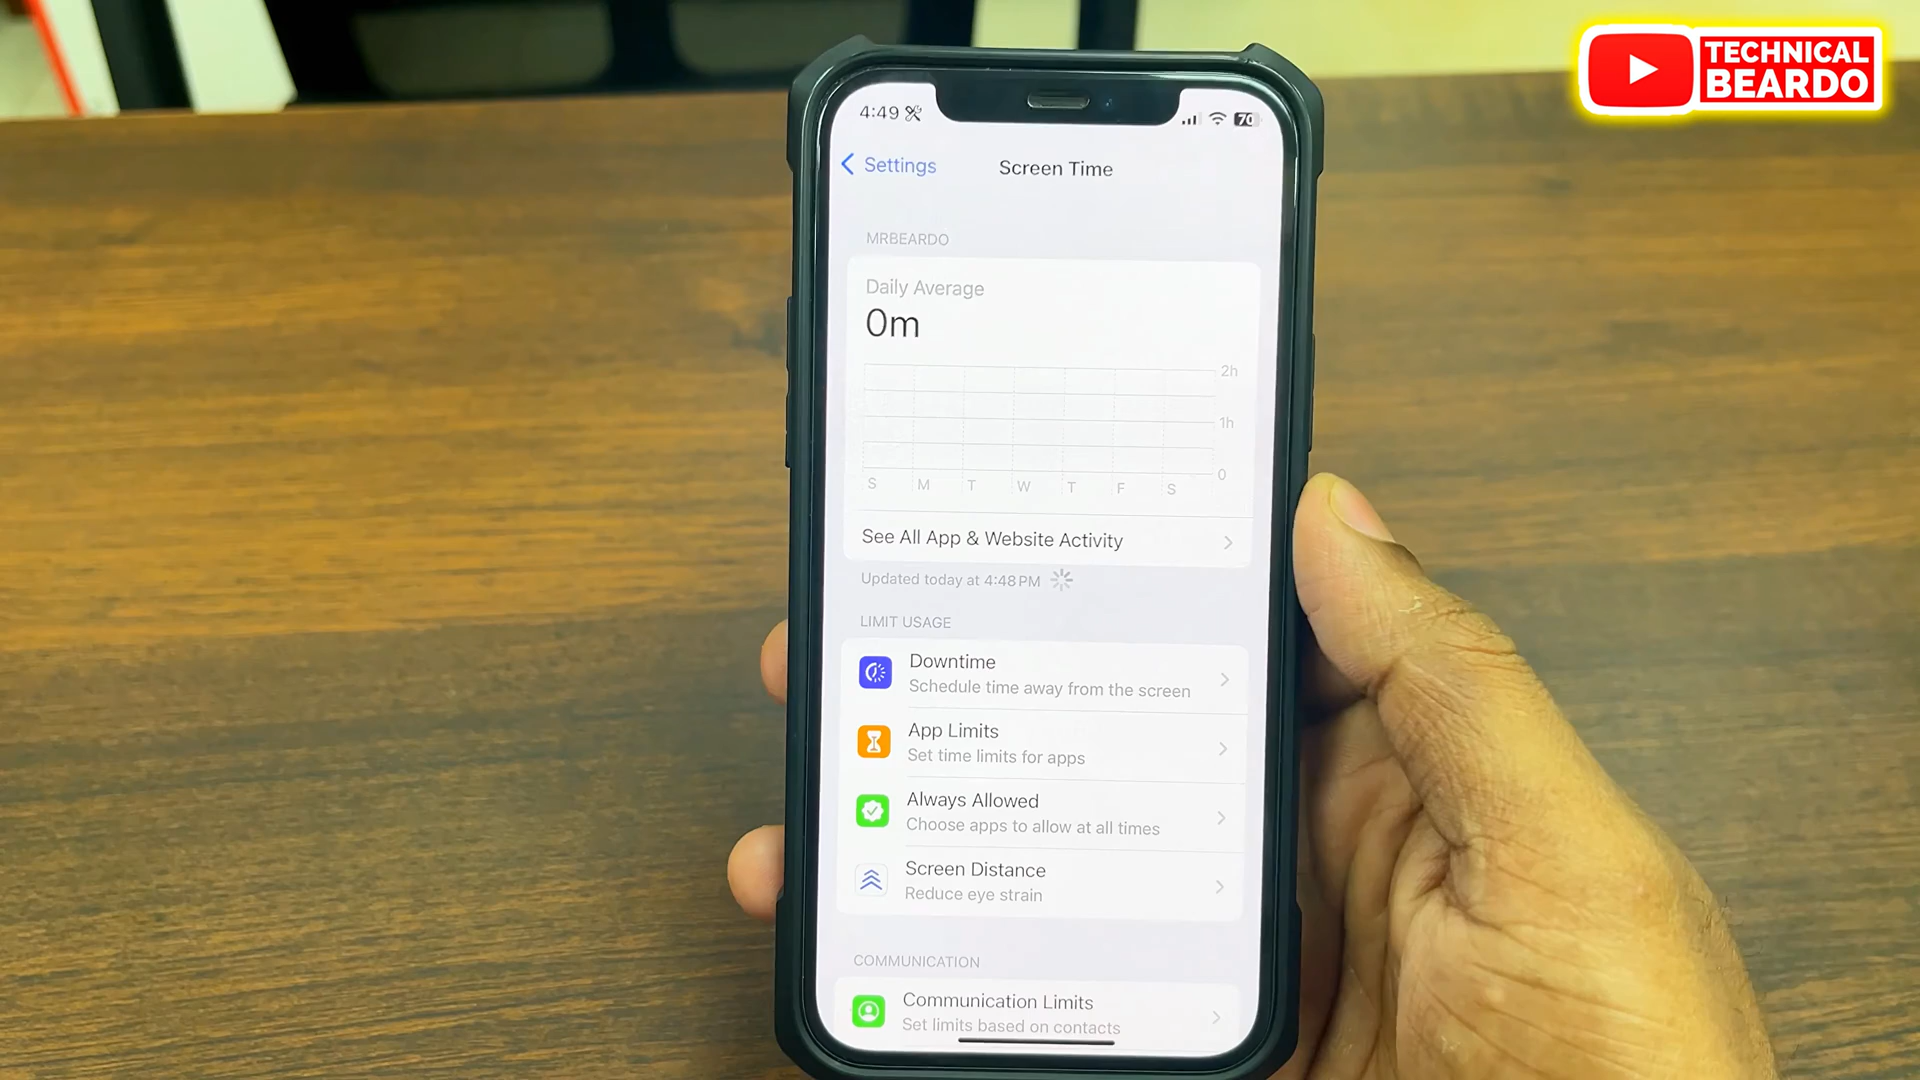 TECHNICAL
BEARDO
4:49
70
Settings
Screen Time
MRBEARDO
Daily Average
0m
2h
1h
0
S M T W T F S
See All App & Website Activity
Updated today at 4:48 PM
LIMIT USAGE
Downtime
Schedule time away from the screen
App Limits
Set time limits for apps
Always Allowed
Choose apps to allow at all times
Screen Distance
Reduce eye strain
COMMUNICATION
Communication Limits
Set limits based on contacts